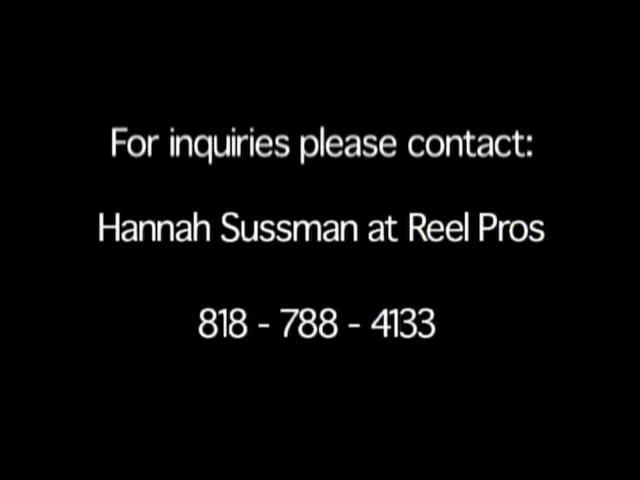 For inquiries please contact:
Hannah Sussman at Reel Pros
818 - 788 - 4133